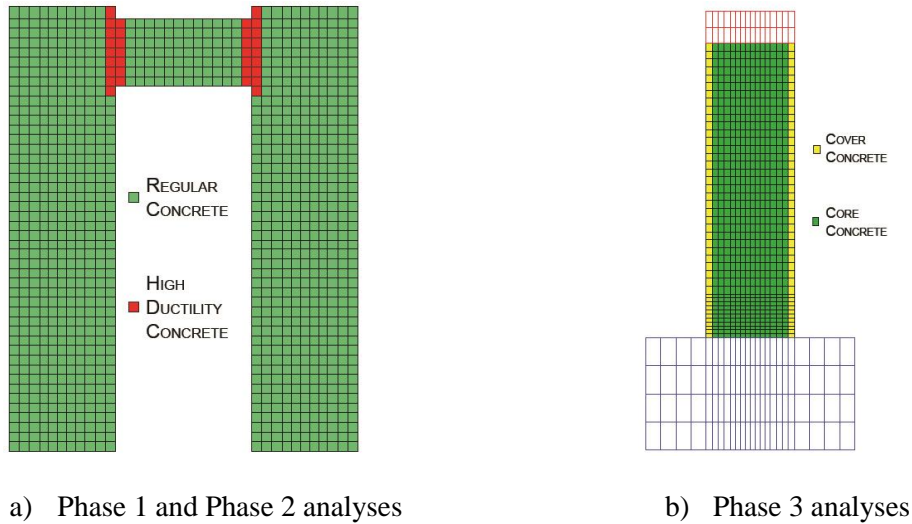 REGULAR
CONCRETE
HIGH
DUCTILITY
CONCRETE
COVER
CONCRETE
CORE
CONCRETE
a) Phase 1 and Phase 2 analyses
b) Phase 3 analyses